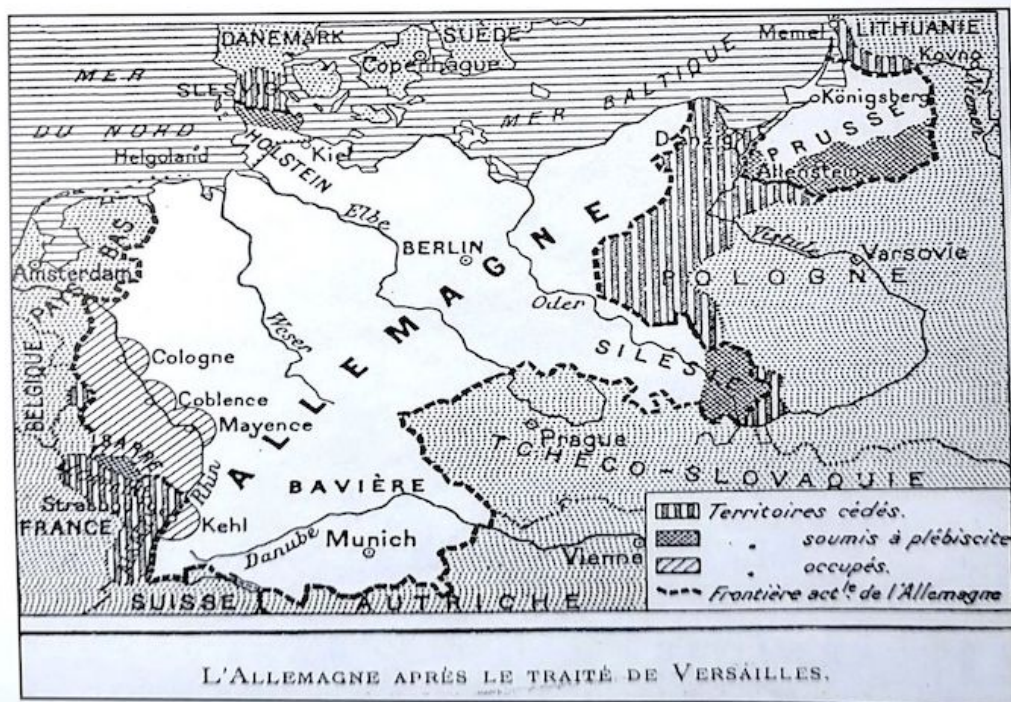 DANEMARK
SUÈDE
Memel
LITHUANIE
Copenhague
Kovno
MER
SLESVIG
BALTIQUE
Niemen
Königsberg
MER
DU NORD
HOLSTEIN
Kiel
Danzig
PRUSSE
Helgoland
Allenstein
Elbe
PAYS BAS
BERLIN
Vistule
Varsovie
Amsterdam
ALLEMAGNE
POLOGNE
Oder
Weser
SILÉSIE
BELGIQUE
Cologne
Coblence
Mayence
Prague
SARRE
TCHÉCO-SLOVAQUIE
Rhin
BAVIÈRE
Strasbg
FRANCE
Kehl
Danube
Munich
Vienne
SUISSE
AUTRICHE
Territoires cédés.
" soumis à plébiscite
" occupés.
Frontière actle de l'Allemagne
L'ALLEMAGNE APRÈS LE TRAITÉ DE VERSAILLES.